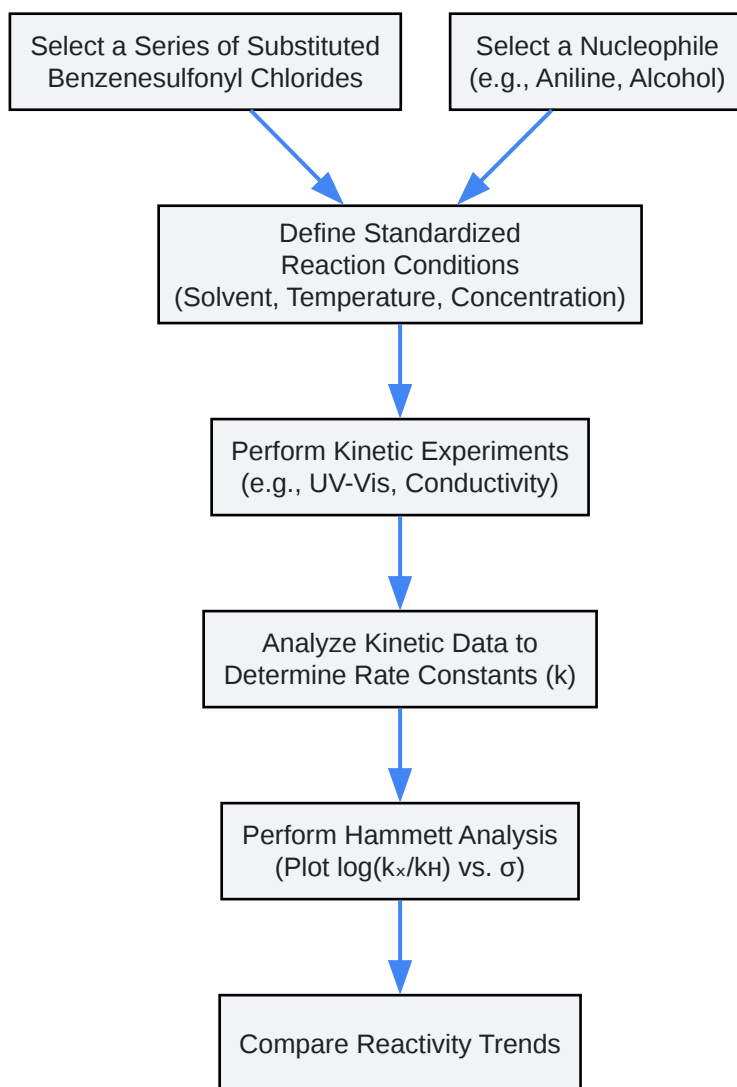 Select a Series of Substituted
Benzenesulfonyl Chlorides
Select a Nucleophile
(e.g., Aniline, Alcohol)
Define Standardized
Reaction Conditions
(Solvent, Temperature, Concentration)
Perform Kinetic Experiments
(e.g., UV-Vis, Conductivity)
Analyze Kinetic Data to
Determine Rate Constants (k)
Perform Hammett Analysis
(Plot log(kₓ/kʜ) vs. σ)
Compare Reactivity Trends